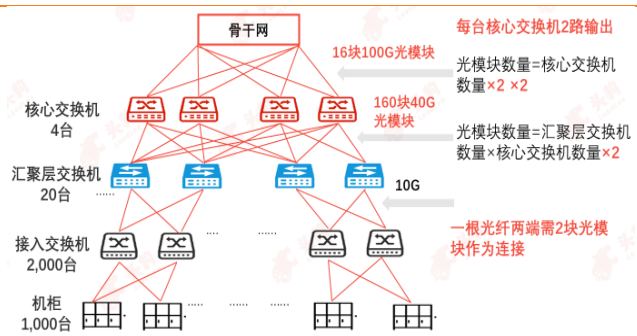 骨干网
每台核心交换机2路输出
16块100G光模块
光模块数量=核心交换机
数量×2 ×2
核心交换机
4台
160块40G
光模块
光模块数量=汇聚层交换机
数量×核心交换机数量×2
汇聚层交换机
20台
......
10G
接入交换机
2,000台
....
......
一根光纤两端需2块光模
块作为连接
机柜
1,000台
......
......
......